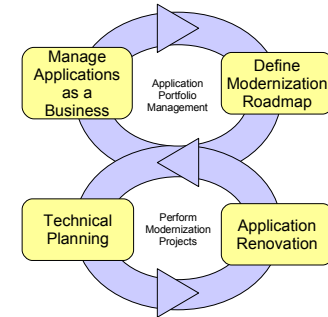 Manage
Applications
as a
Business
Application
Portfolio
Management
Define
Modernization
Roadmap
Technical
Planning
Perform
Modernization
Projects
Application
Renovation